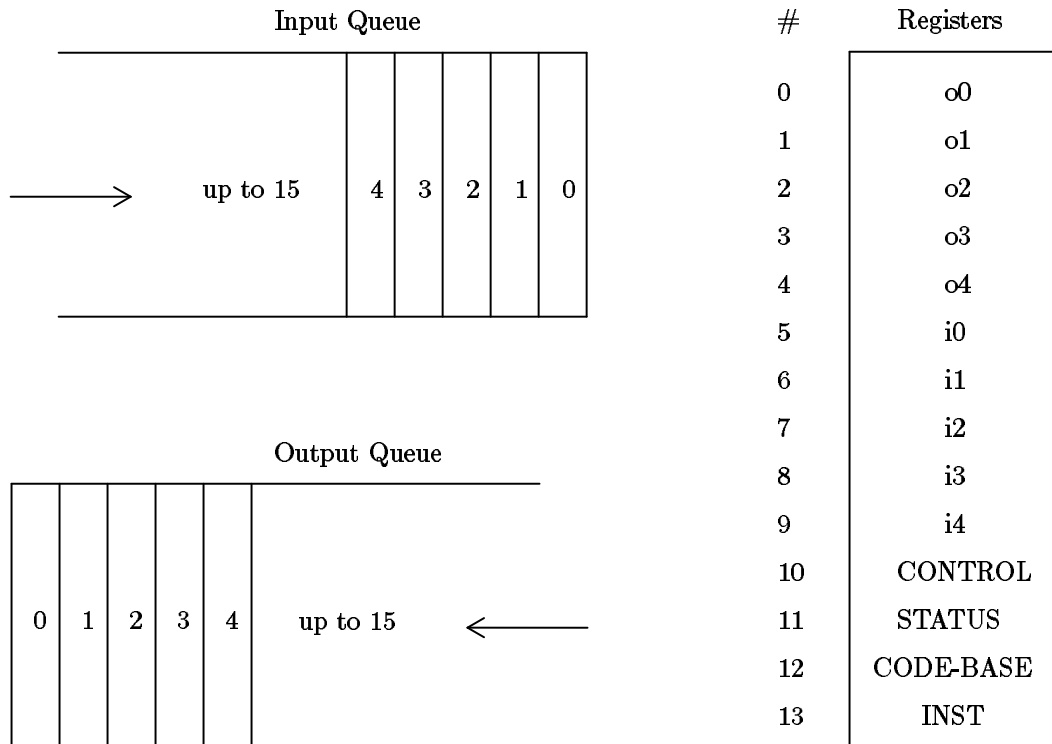 Input Queue
up to 15 4 3 2 1 0
Output Queue
0 1 2 3 4 up to 15
# Registers
0 o0
1 o1
2 o2
3 o3
4 o4
5 i0
6 i1
7 i2
8 i3
9 i4
10 CONTROL
11 STATUS
12 CODE-BASE
13 INST